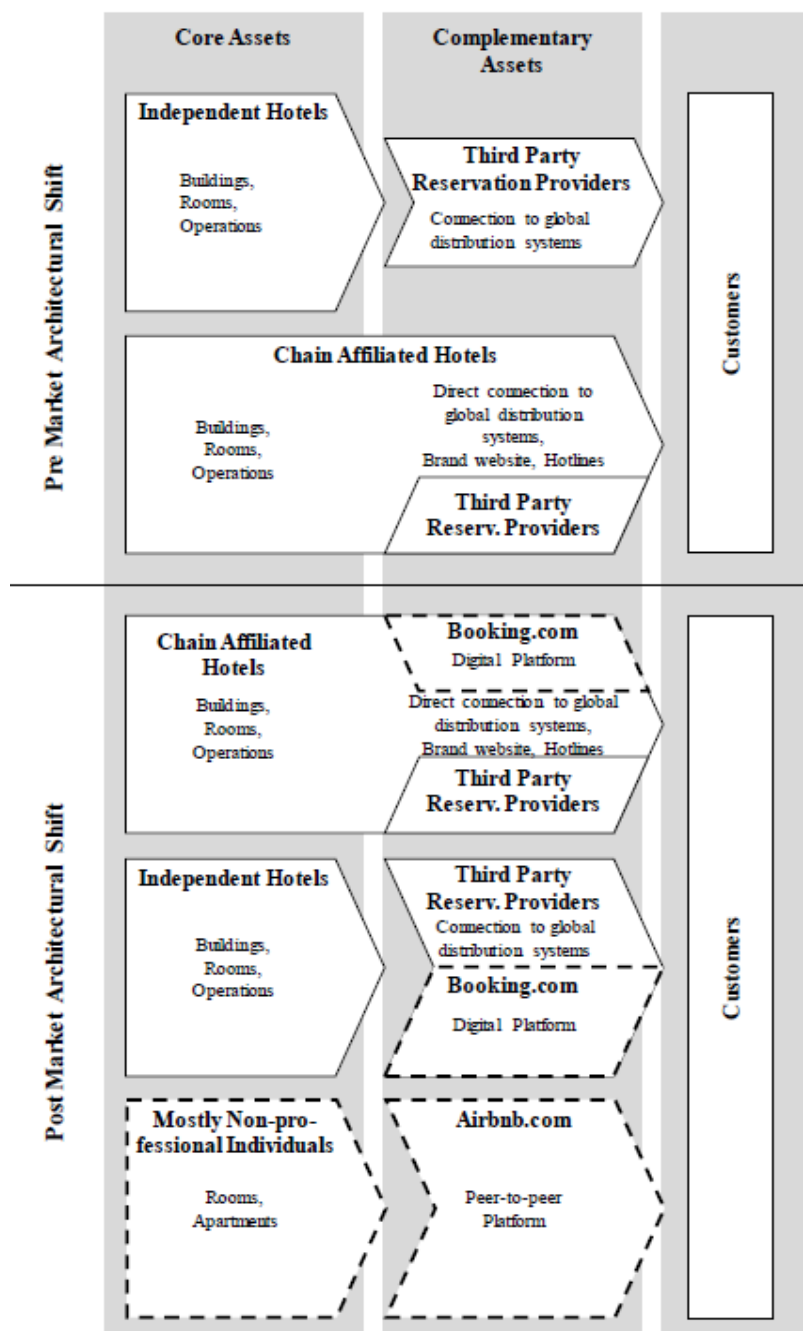 Core Assets
Complementary
Assets
Pre Market Architectural Shift
Independent Hotels
Buildings,
Rooms,
Operations
Third Party
Reservation Providers
Connection to global
distribution systems
Chain Affiliated Hotels
Buildings,
Rooms,
Operations
Direct connection to
global distribution
systems,
Brand website, Hotlines
Third Party
Reserv. Providers
Customers
Post Market Architectural Shift
Chain Affiliated
Hotels
Buildings,
Rooms,
Operations
Booking.com
Digital Platform
Direct connection to global
distribution systems,
Brand website, Hotlines
Third Party
Reserv. Providers
Independent Hotels
Buildings,
Rooms,
Operations
Third Party
Reserv. Providers
Connection to global
distribution systems
Booking.com
Digital Platform
Mostly Non-pro-
fessional Individuals
Rooms,
Apartments
Airbnb.com
Peer-to-peer
Platform
Customers